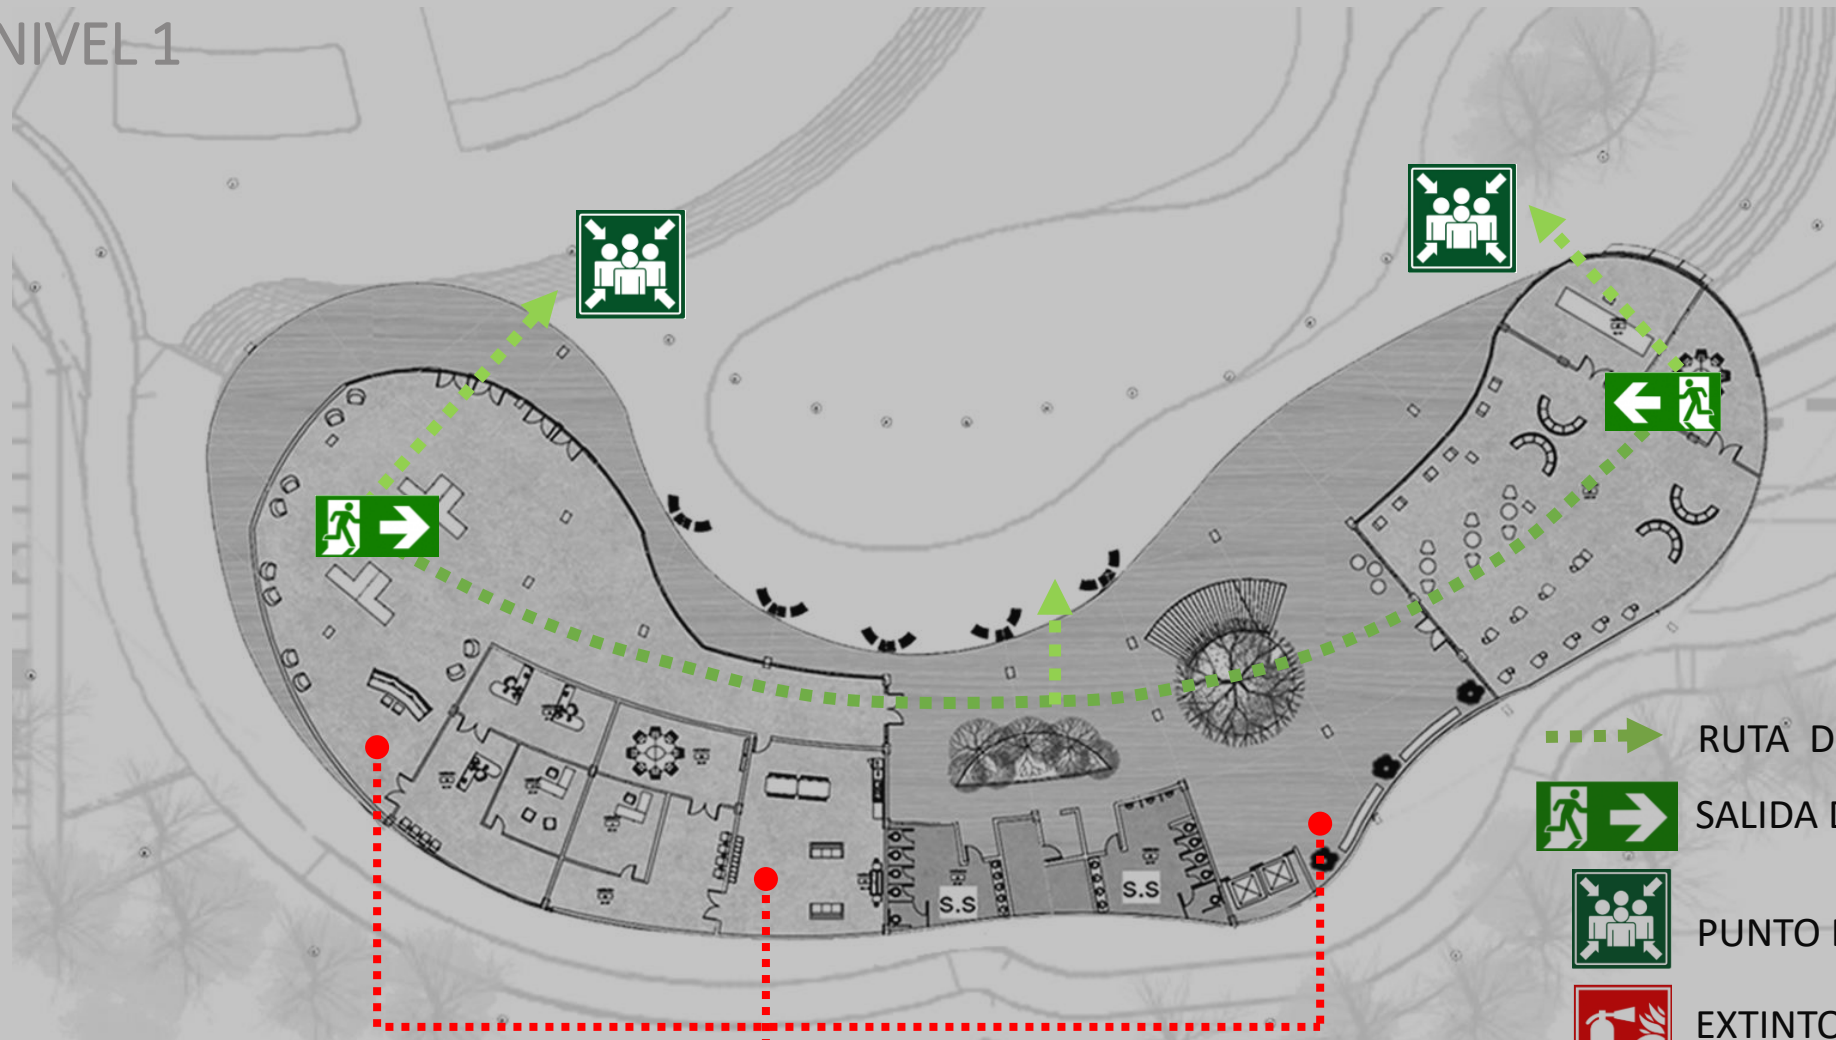 NIVEL 1
S.S
S.S
RUTA D
SALIDA D
PUNTO
EXTINTO